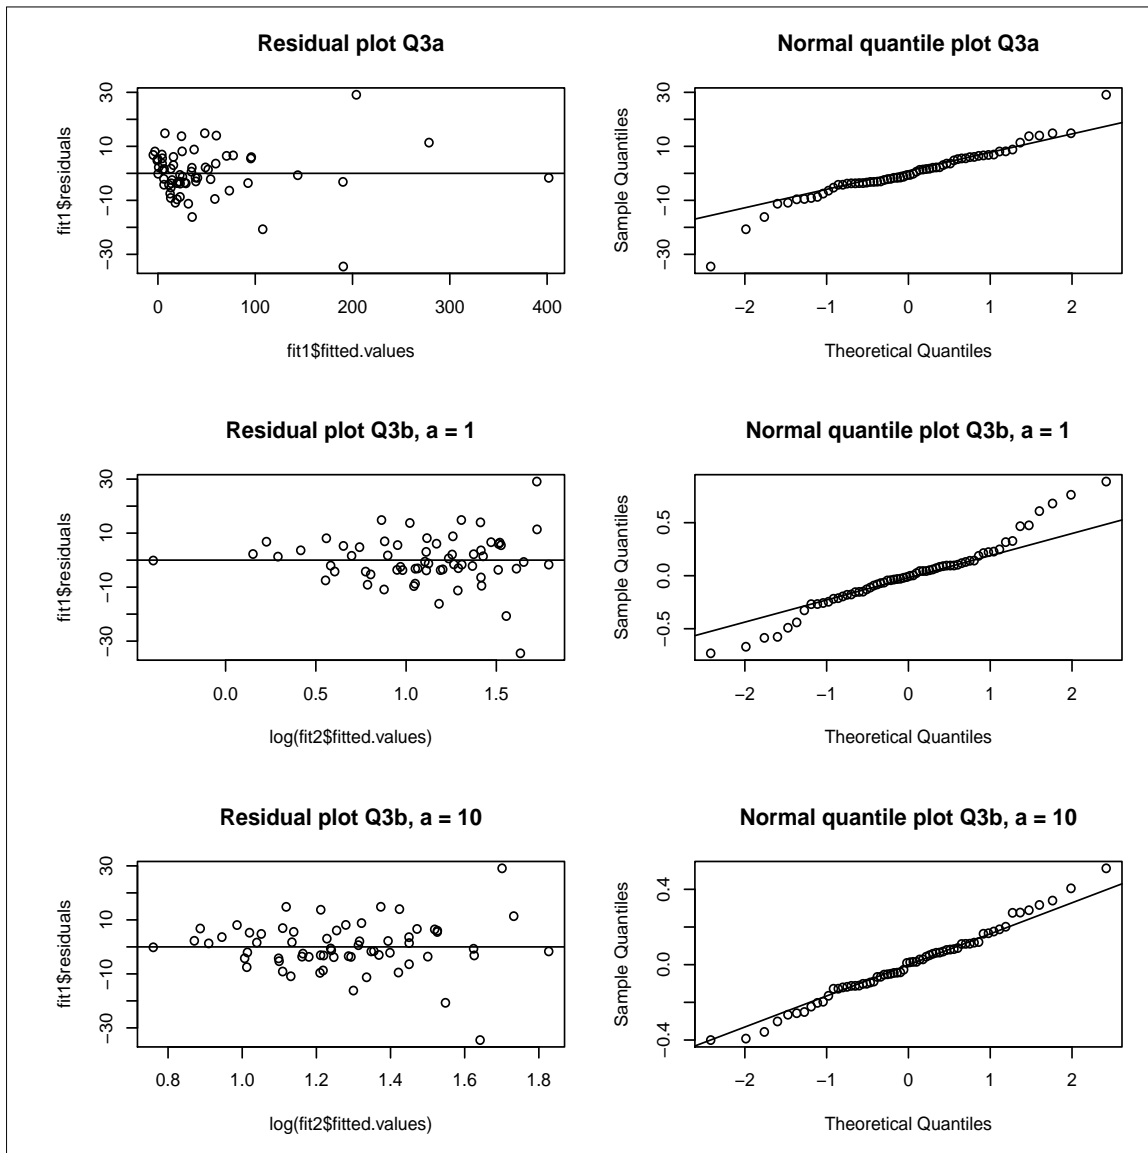 Residual plot Q3a
Normal quantile plot Q3a
30
10
−10
−30
fit1$residuals
0 100 200 300 400
fit1$fitted.values
30
10
−10
−30
Sample Quantiles
−2 −1 0 1 2
Theoretical Quantiles
Residual plot Q3b, a = 1
Normal quantile plot Q3b, a = 1
30
10
−10
−30
fit1$residuals
0.0 0.5 1.0 1.5
log(fit2$fitted.values)
0.5
0.0
−0.5
Sample Quantiles
−2 −1 0 1 2
Theoretical Quantiles
Residual plot Q3b, a = 10
Normal quantile plot Q3b, a = 10
30
10
−10
−30
fit1$residuals
0.8 1.0 1.2 1.4 1.6 1.8
log(fit2$fitted.values)
0.4
0.0
−0.4
Sample Quantiles
−2 −1 0 1 2
Theoretical Quantiles